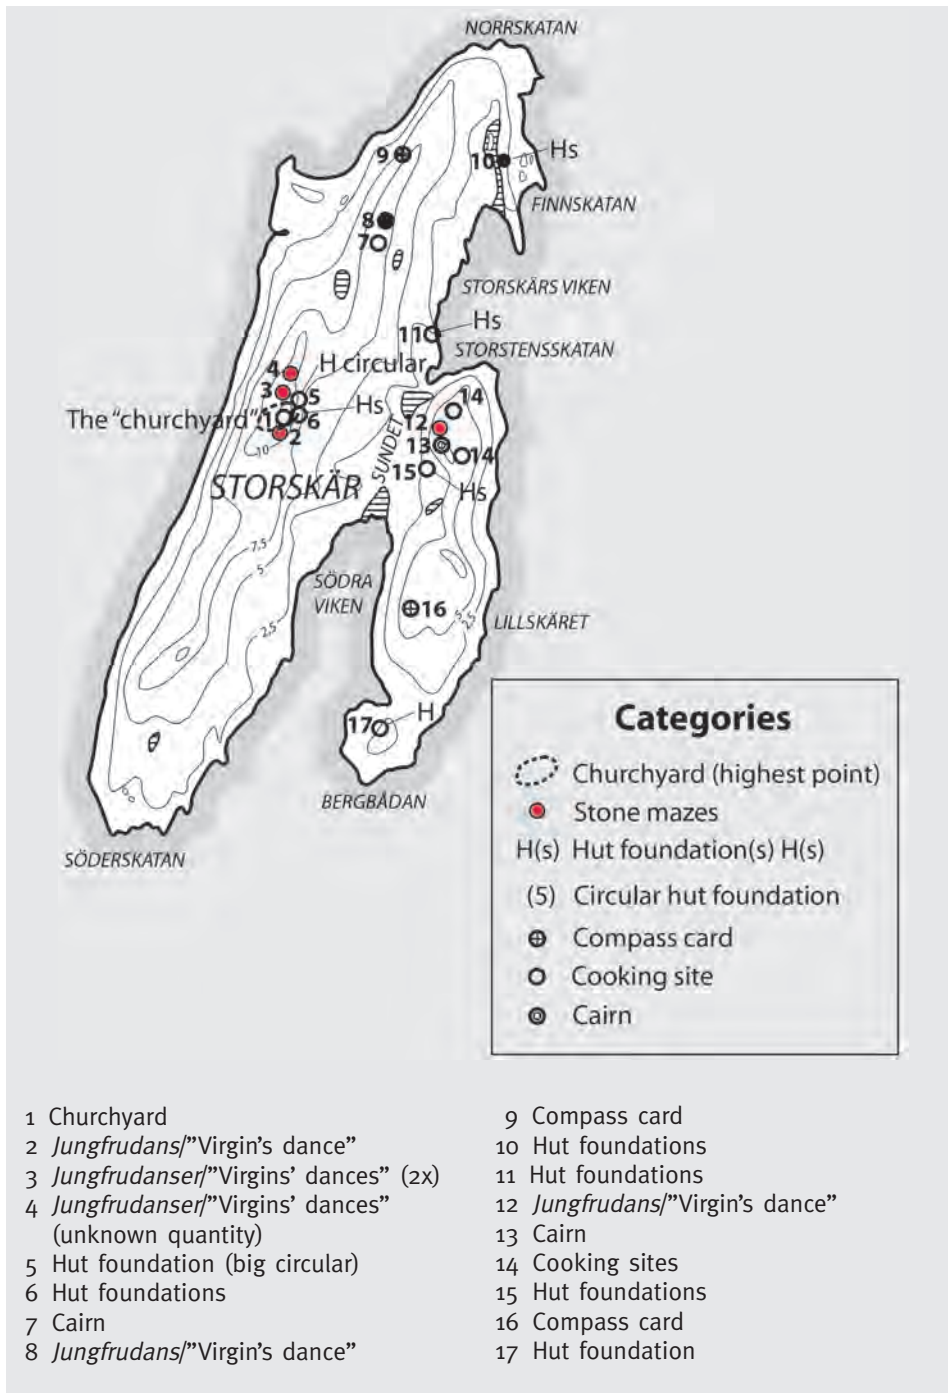 NORRSKATAN
9
10
Hs
FINNSKATAN
8
7
STORSKÄRS VIKEN
11
Hs
STORSTENSSKATAN
4
H circular
3
5
14
The "churchyard"
1
6
Hs
12
2
10
13
14
SUNDET
15
Hs
STORSKÄR
7,5
5
SÖDRA
VIKEN
16
5
2,5
LILLSKÄRET
2,5
17
H
BERGBÅDAN
SÖDERSKATAN
Categories
Churchyard (highest point)
Stone mazes
H(s) Hut foundation(s) H(s)
(5) Circular hut foundation
Compass card
Cooking site
Cairn
1 Churchyard
2 Jungfrudans/”Virgin’s dance”
3 Jungfrudanser/”Virgins’ dances” (2x)
4 Jungfrudanser/”Virgins’ dances”
(unknown quantity)
5 Hut foundation (big circular)
6 Hut foundations
7 Cairn
8 Jungfrudans/”Virgin’s dance”
9 Compass card
10 Hut foundations
11 Hut foundations
12 Jungfrudans/”Virgin’s dance”
13 Cairn
14 Cooking sites
15 Hut foundations
16 Compass card
17 Hut foundation